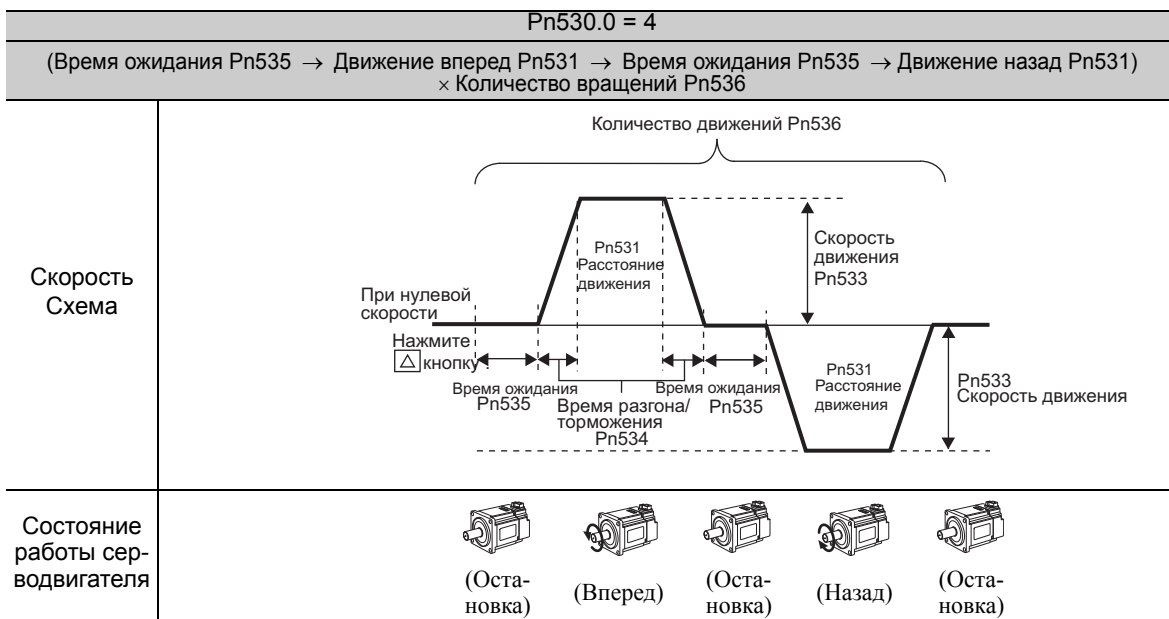 Pn530.0 = 4
(Время ожидания Pn535 → Движение вперед Pn531 → Время ожидания Pn535 → Движение назад Pn531)
× Количество вращений Pn536
Скорость
Схема
Количество движений Pn536
Pn531
Расстояние
движения
Скорость
движения
Pn533
При нулевой
скорости
Нажмите
△ кнопку.
Время ожидания
Pn535
Время разгона/
торможения
Pn534
Время ожидания
Pn535
Pn531
Расстояние
движения
Pn533
Скорость движения
Состояние
работы сер-
водвигателя
(Оста-
новка)
(Вперед)
(Оста-
новка)
(Назад)
(Оста-
новка)